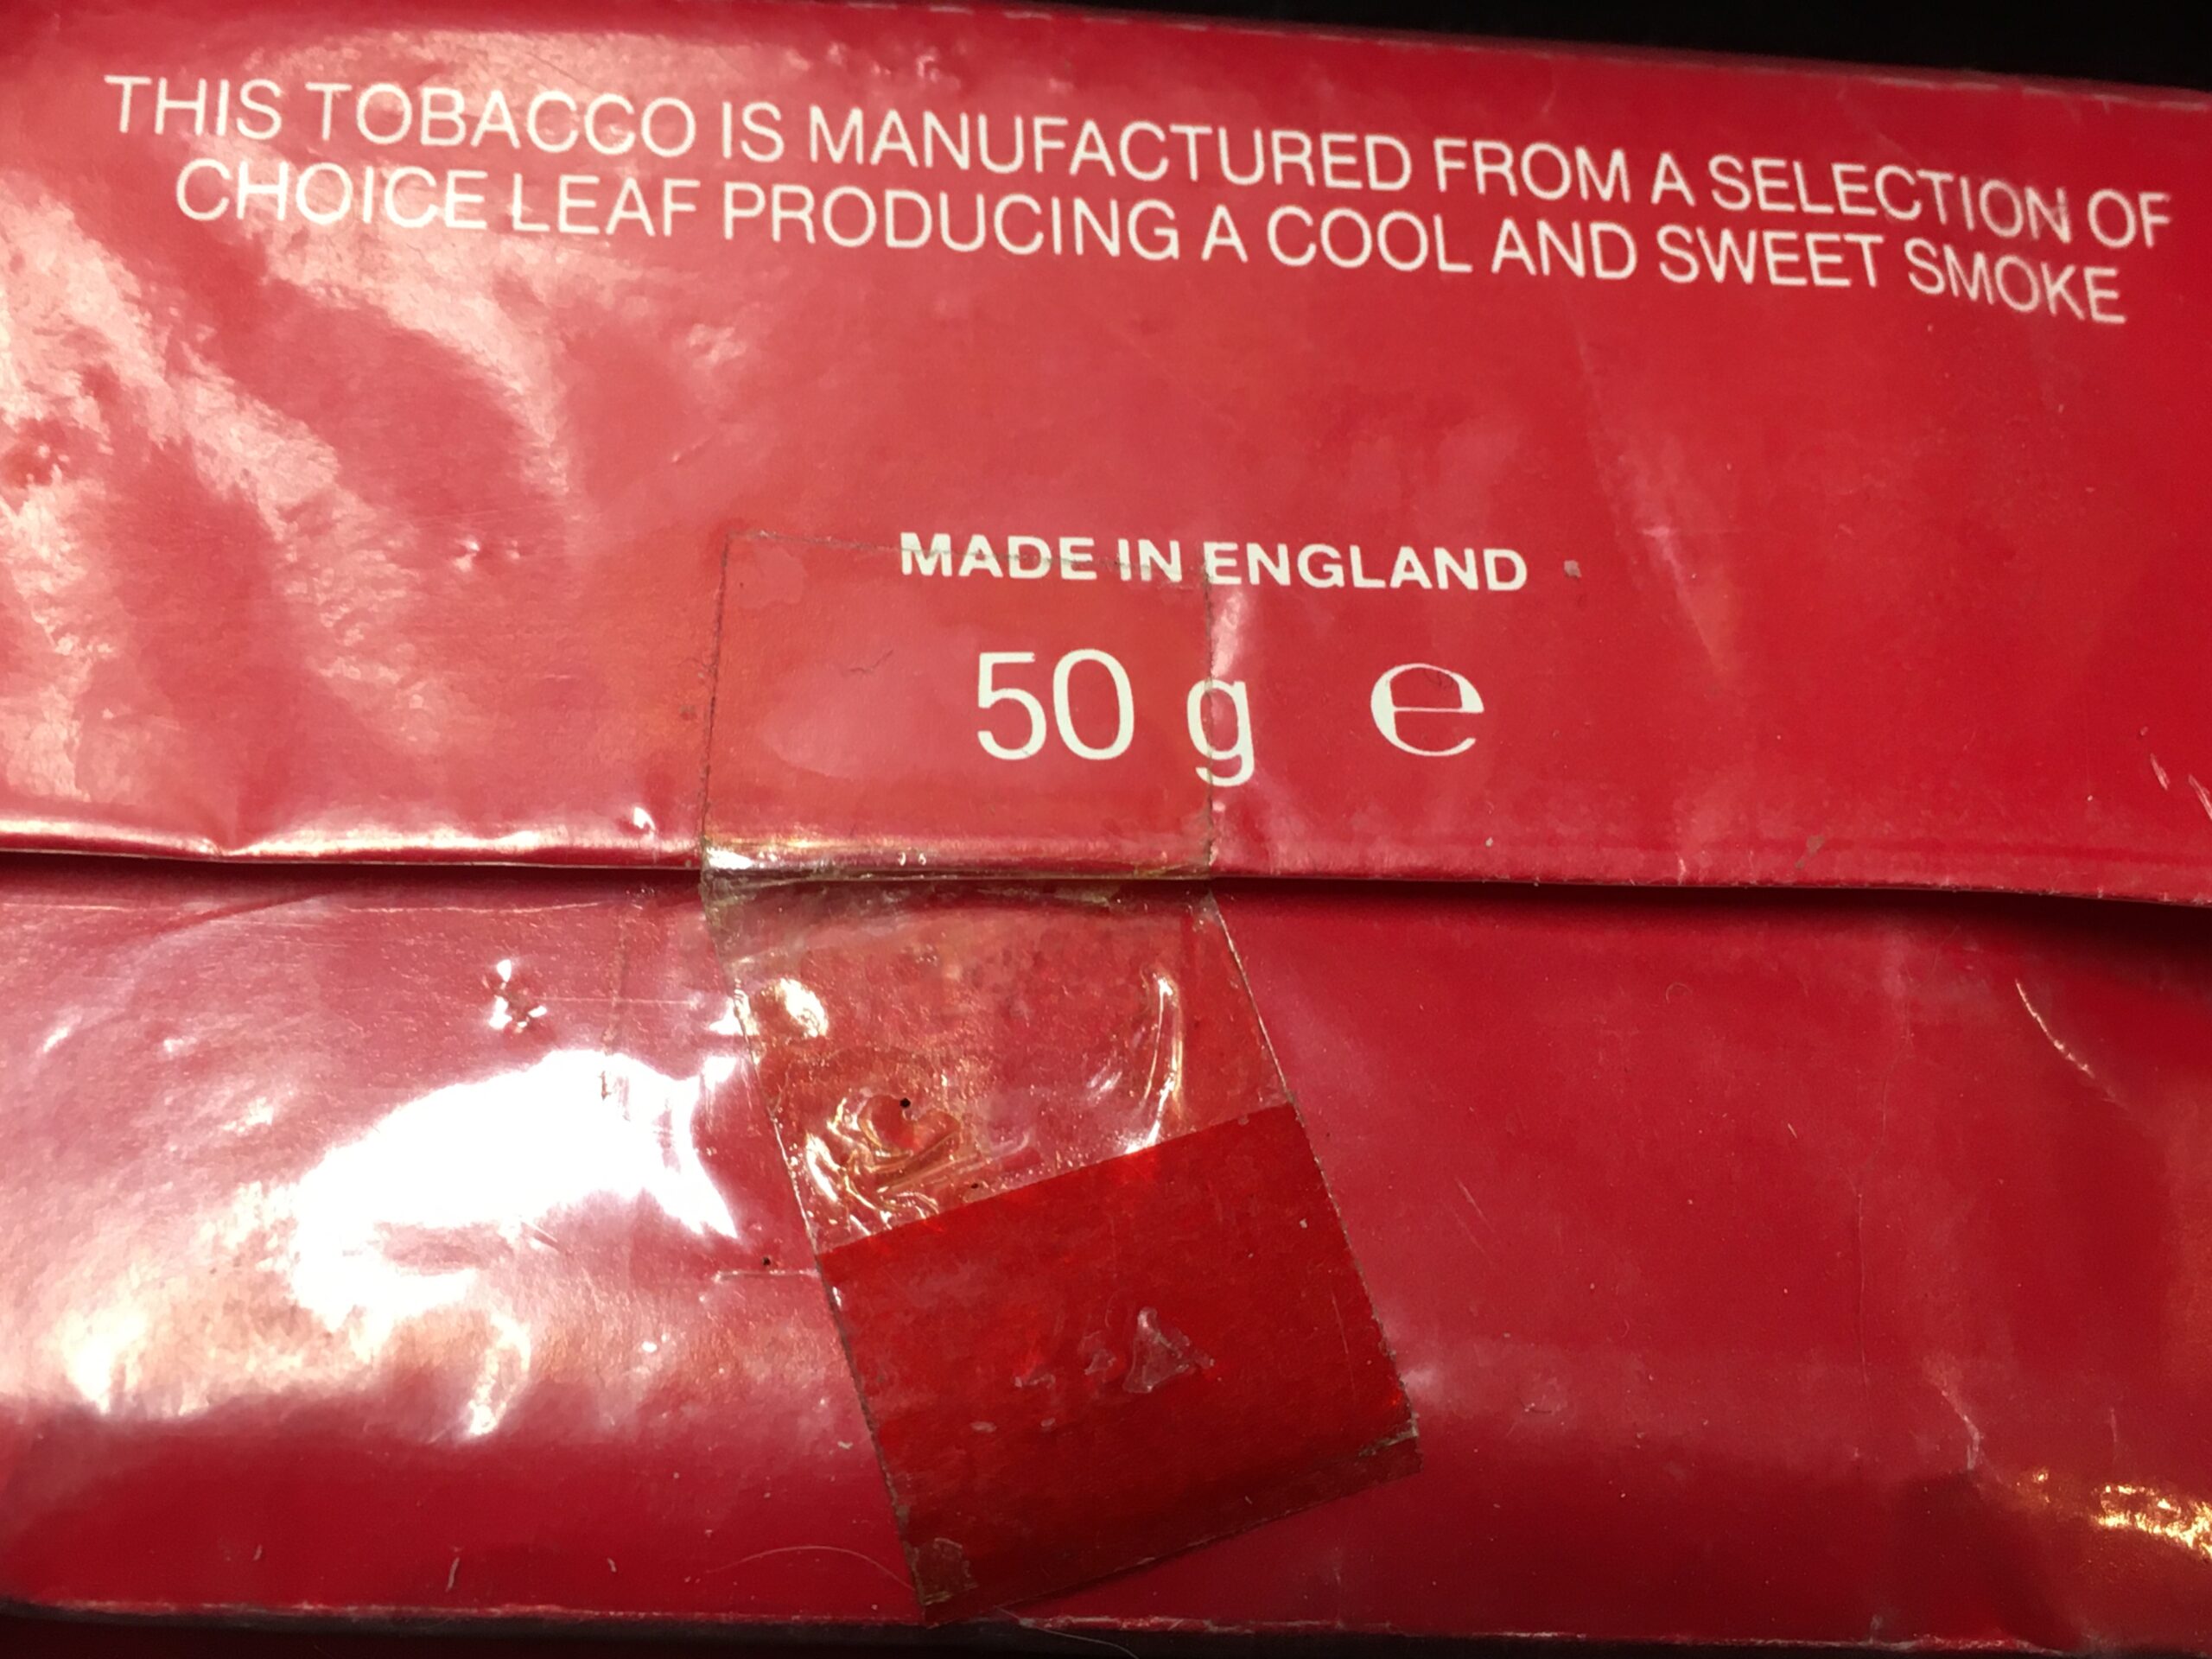 THIS TOBACCO IS MANUFACTURED FROM A SELECTION OF
CHOICE LEAF PRODUCING A COOL AND SWEET SMOKE
MADE IN ENGLAND
50 g ℮